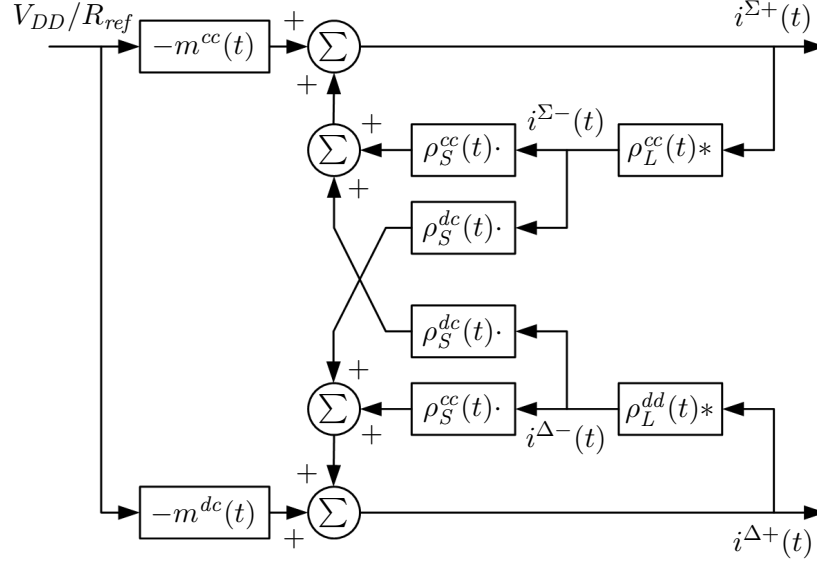 V_{DD}/R_{ref}
i^{Σ+}(t)
−m^{cc}(t)
+
∑
+
+
i^{Σ−}(t)
∑
ρ_S^{cc}(t)·
ρ_L^{cc}(t)∗
+
ρ_S^{dc}(t)·
ρ_S^{dc}(t)·
+
∑
ρ_S^{cc}(t)·
ρ_L^{dd}(t)∗
+
i^{Δ−}(t)
+
−m^{dc}(t)
∑
+
i^{Δ+}(t)